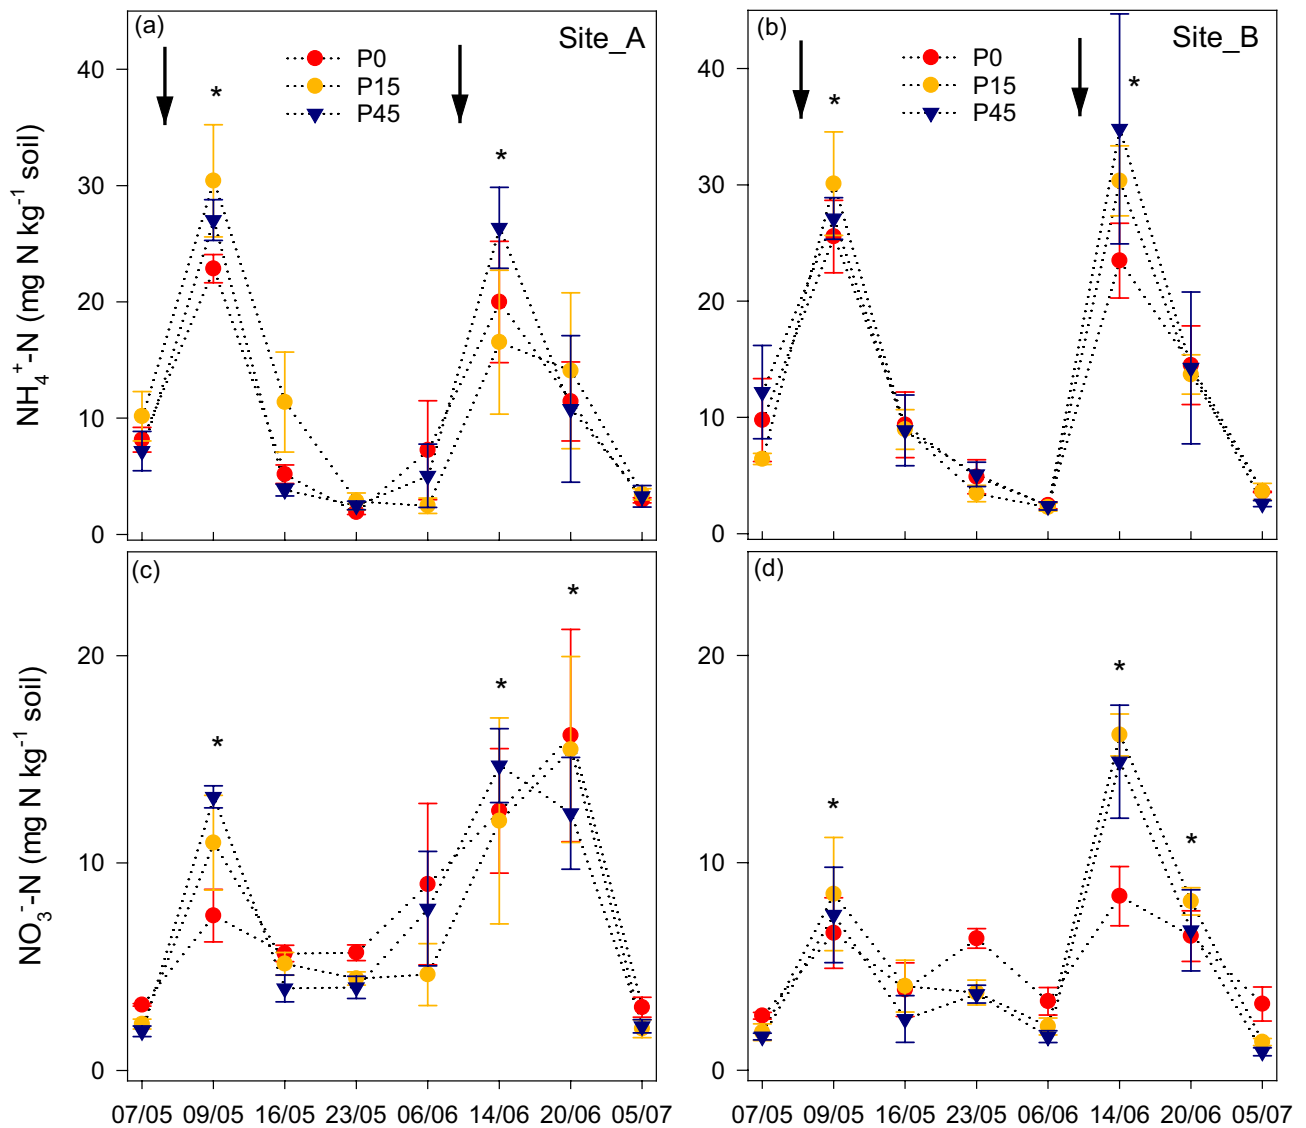 (a)
Site_A
P0
P15
P45
*
*
40
30
20
10
0
NH₄⁺-N (mg N kg⁻¹ soil)
(b)
Site_B
P0
P15
P45
*
*
40
30
20
10
0
(c)
*
*
*
20
10
0
NO₃⁻-N (mg N kg⁻¹ soil)
07/05 09/05 16/05 23/05 06/06 14/06 20/06 05/07
(d)
*
*
*
20
10
0
07/05 09/05 16/05 23/05 06/06 14/06 20/06 05/07